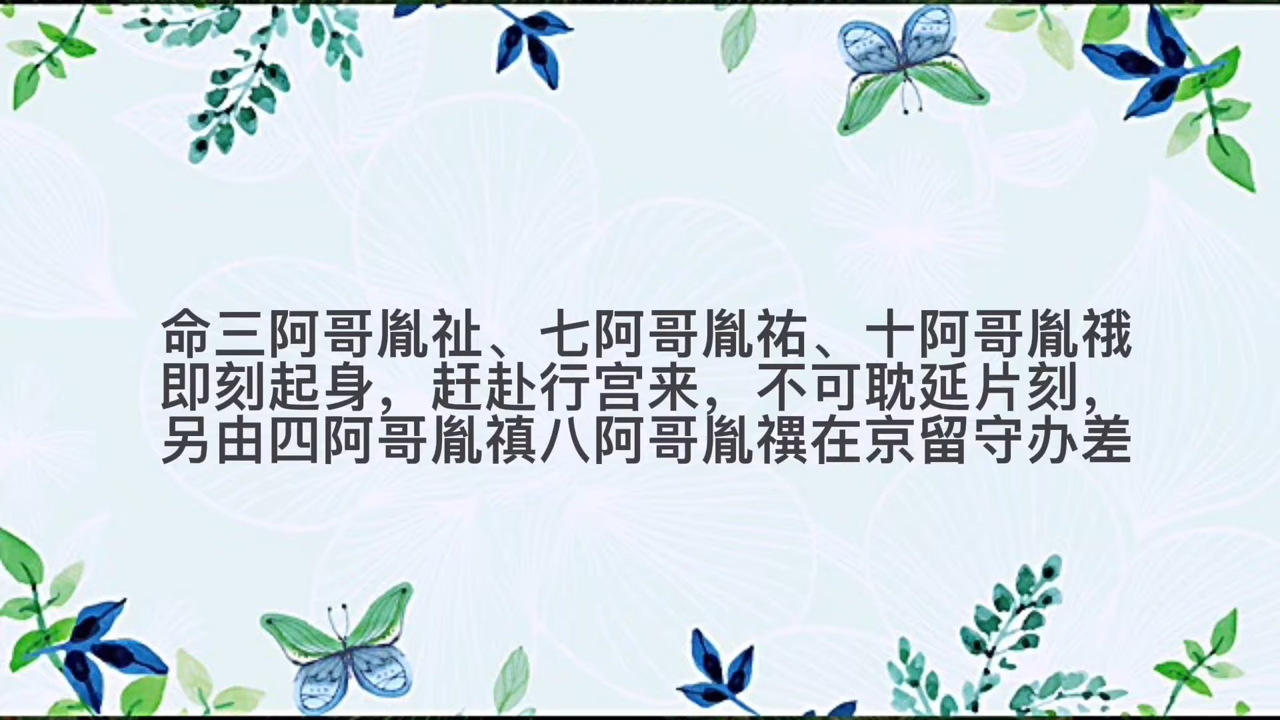 命三阿哥胤祉、七阿哥胤祐、十阿哥胤䄉
即刻起身，赶赴行宫来，不可耽延片刻，
另由四阿哥胤禛八阿哥胤禩在京留守办差